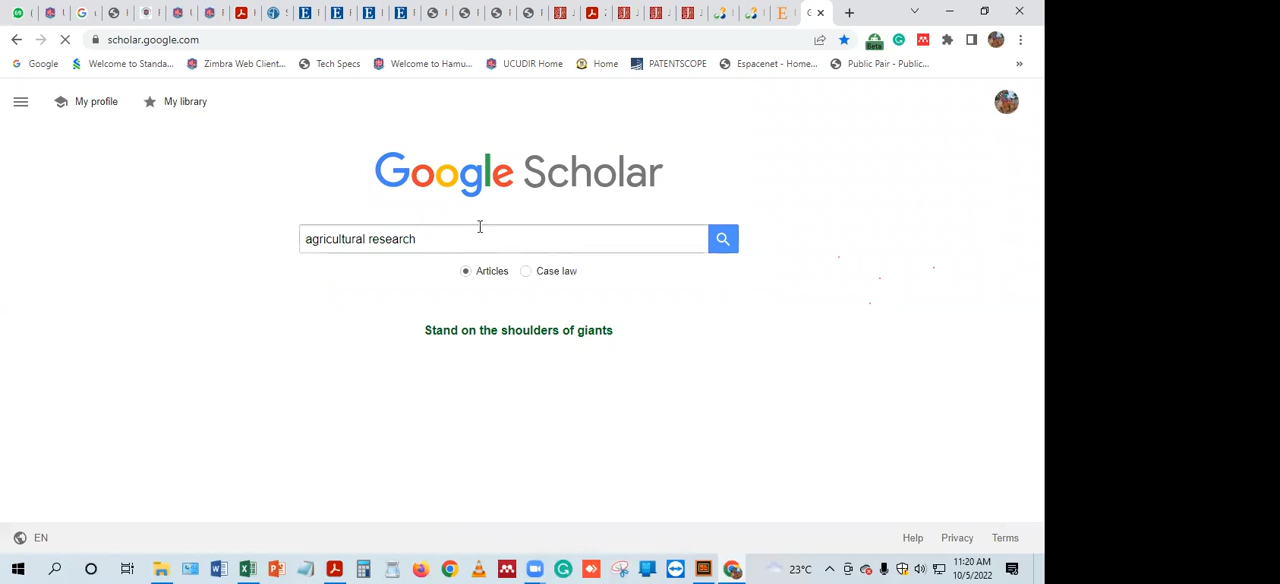 scholar.google.com
Beta
Google
Welcome to Standa...
Zimbra Web Client...
Tech Specs
Welcome to Hamu...
UCUDIR Home
Home
PATENTSCOPE
Espacenet - Home...
Public Pair - Public...
»
My profile
My library
Google Scholar
agricultural research
Articles
Case law
Stand on the shoulders of giants
EN
Help
Privacy
Terms
23°C
11:20 AM
10/5/2022